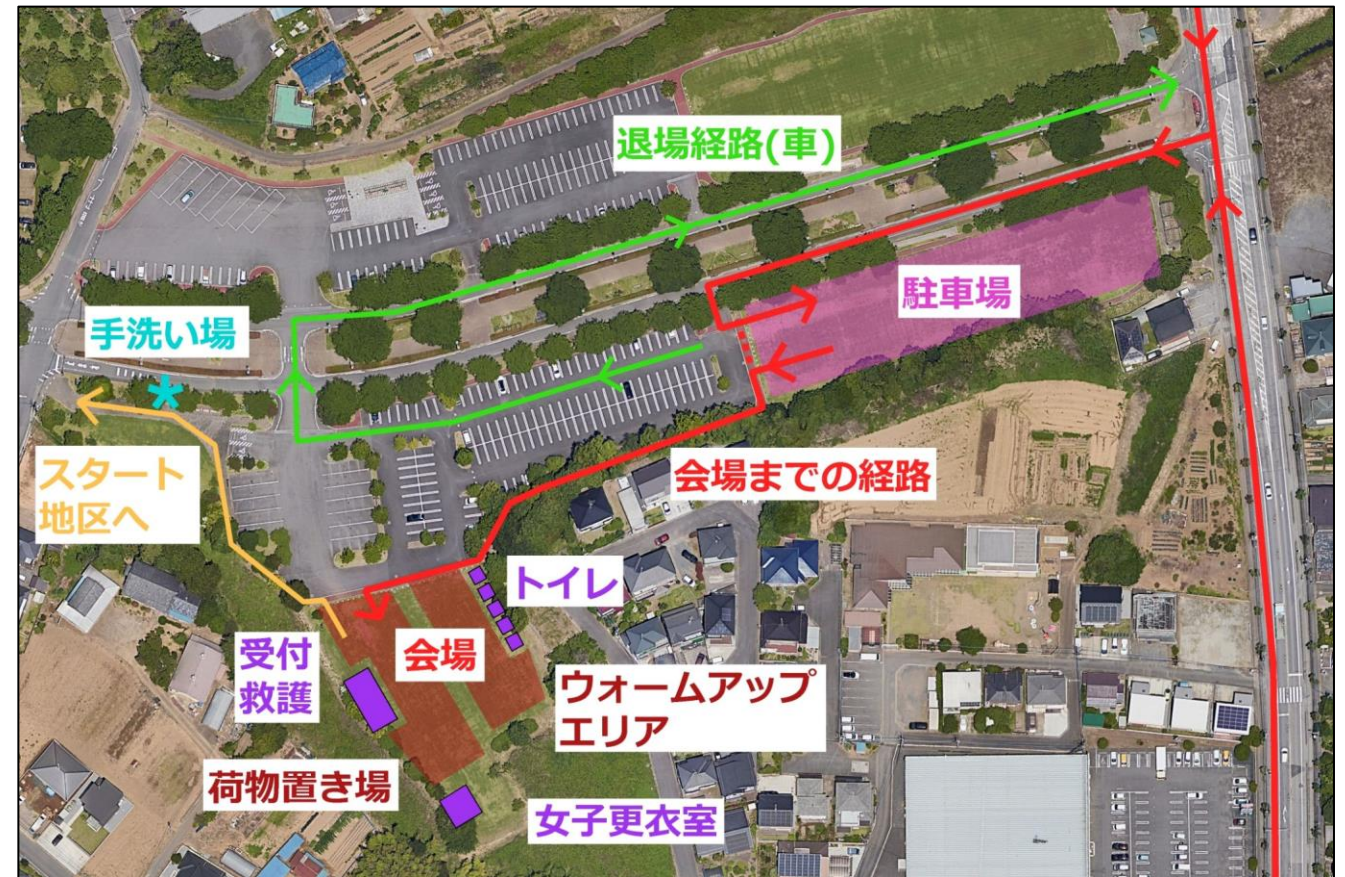 退場経路(車)
駐車場
手洗い場
*
スタート
地区へ
会場までの経路
トイレ
受付
救護
会場
ウォームアップ
エリア
荷物置き場
女子更衣室